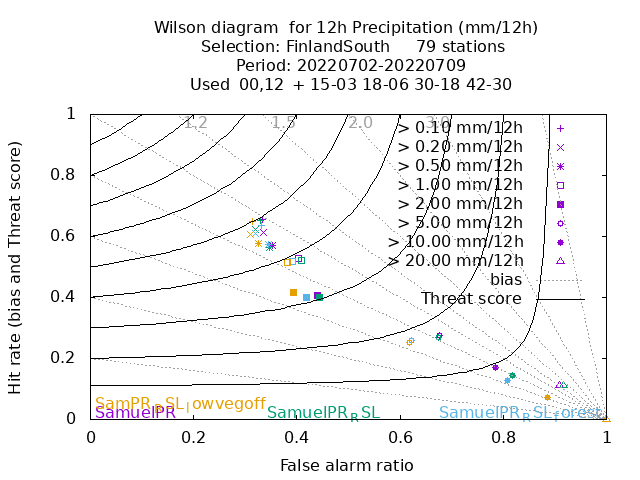 Wilson diagram  for 12h Precipitation (mm/12h)
Selection: FinlandSouth     79 stations
Period: 20220702-20220709
Used  00,12  + 15-03 18-06 30-18 42-30
Hit rate (bias and Threat score)
1
0.8
0.6
0.4
0.2
0
1.2
1.5
2.0
3.0
> 0.10 mm/12h
> 0.20 mm/12h
> 0.50 mm/12h
> 1.00 mm/12h
> 2.00 mm/12h
> 5.00 mm/12h
> 10.00 mm/12h
> 20.00 mm/12h
bias
Threat score
SamPR_RSL_lowvegoff
SamuelPR
SamuelPR_RSL
SamuelPR_RSL_forest
0
0.2
0.4
0.6
0.8
1
False alarm ratio